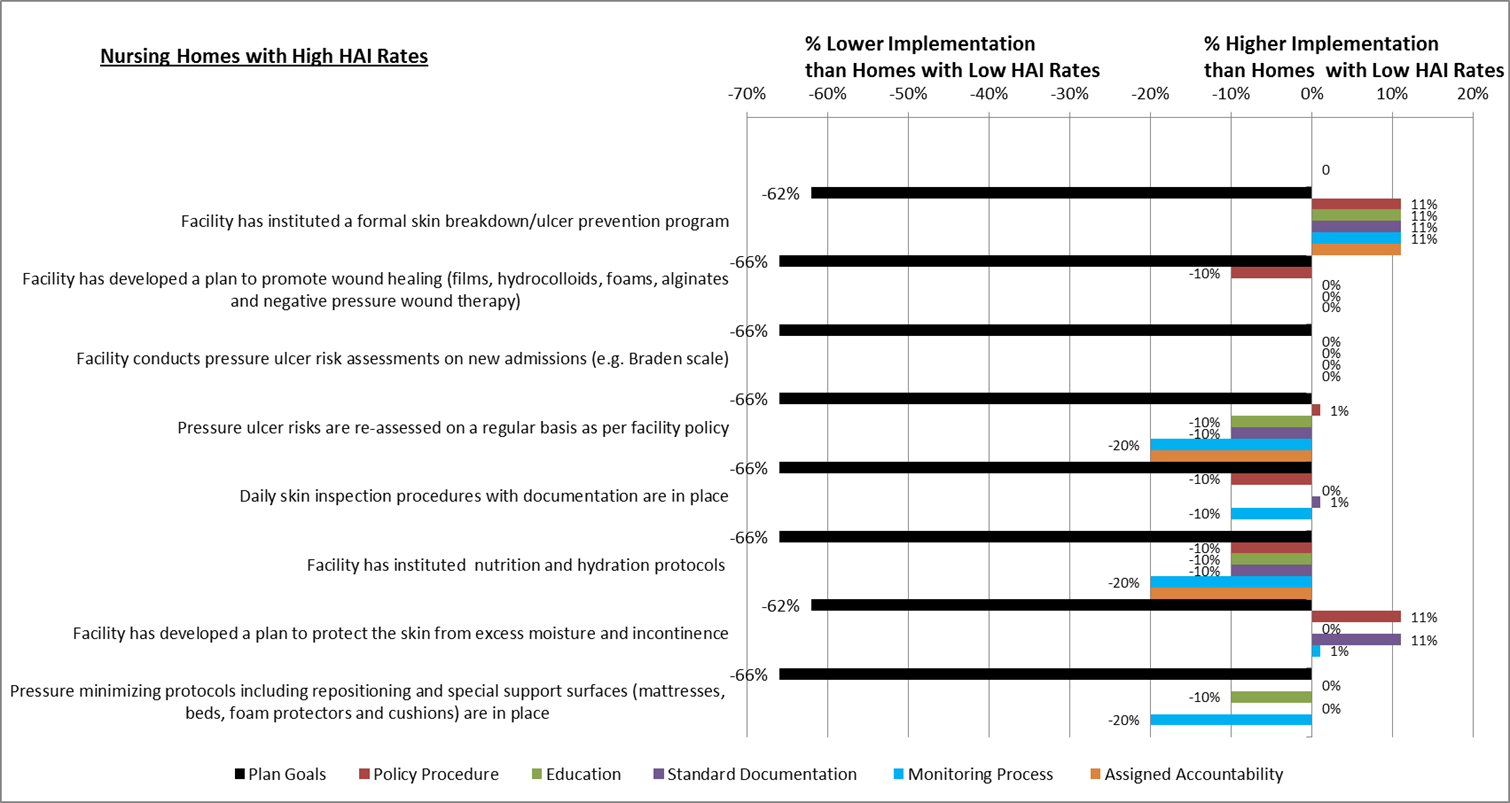 Nursing Homes with High HAI Rates
% Lower Implementation
than Homes with Low HAI Rates
% Higher Implementation
than Homes with Low HAI Rates
-70% -60% -50% -40% -30% -20% -10% 0% 10% 20%
0
-62%
Facility has instituted a formal skin breakdown/ulcer prevention program
11%
11%
11%
11%
-66%
Facility has developed a plan to promote wound healing (films, hydrocolloids, foams, alginates
and negative pressure wound therapy)
-10%
0%
0%
0%
-66%
Facility conducts pressure ulcer risk assessments on new admissions (e.g. Braden scale)
0%
0%
0%
0%
-66%
Pressure ulcer risks are re-assessed on a regular basis as per facility policy
1%
-10%
-10%
-20%
-66%
Daily skin inspection procedures with documentation are in place
-10%
0%
1%
-10%
-66%
Facility has instituted nutrition and hydration protocols
-10%
-10%
-10%
-20%
-62%
Facility has developed a plan to protect the skin from excess moisture and incontinence
11%
0%
11%
1%
-66%
Pressure minimizing protocols including repositioning and special support surfaces (mattresses,
beds, foam protectors and cushions) are in place
0%
-10%
0%
-20%
Plan Goals Policy Procedure Education Standard Documentation Monitoring Process Assigned Accountability